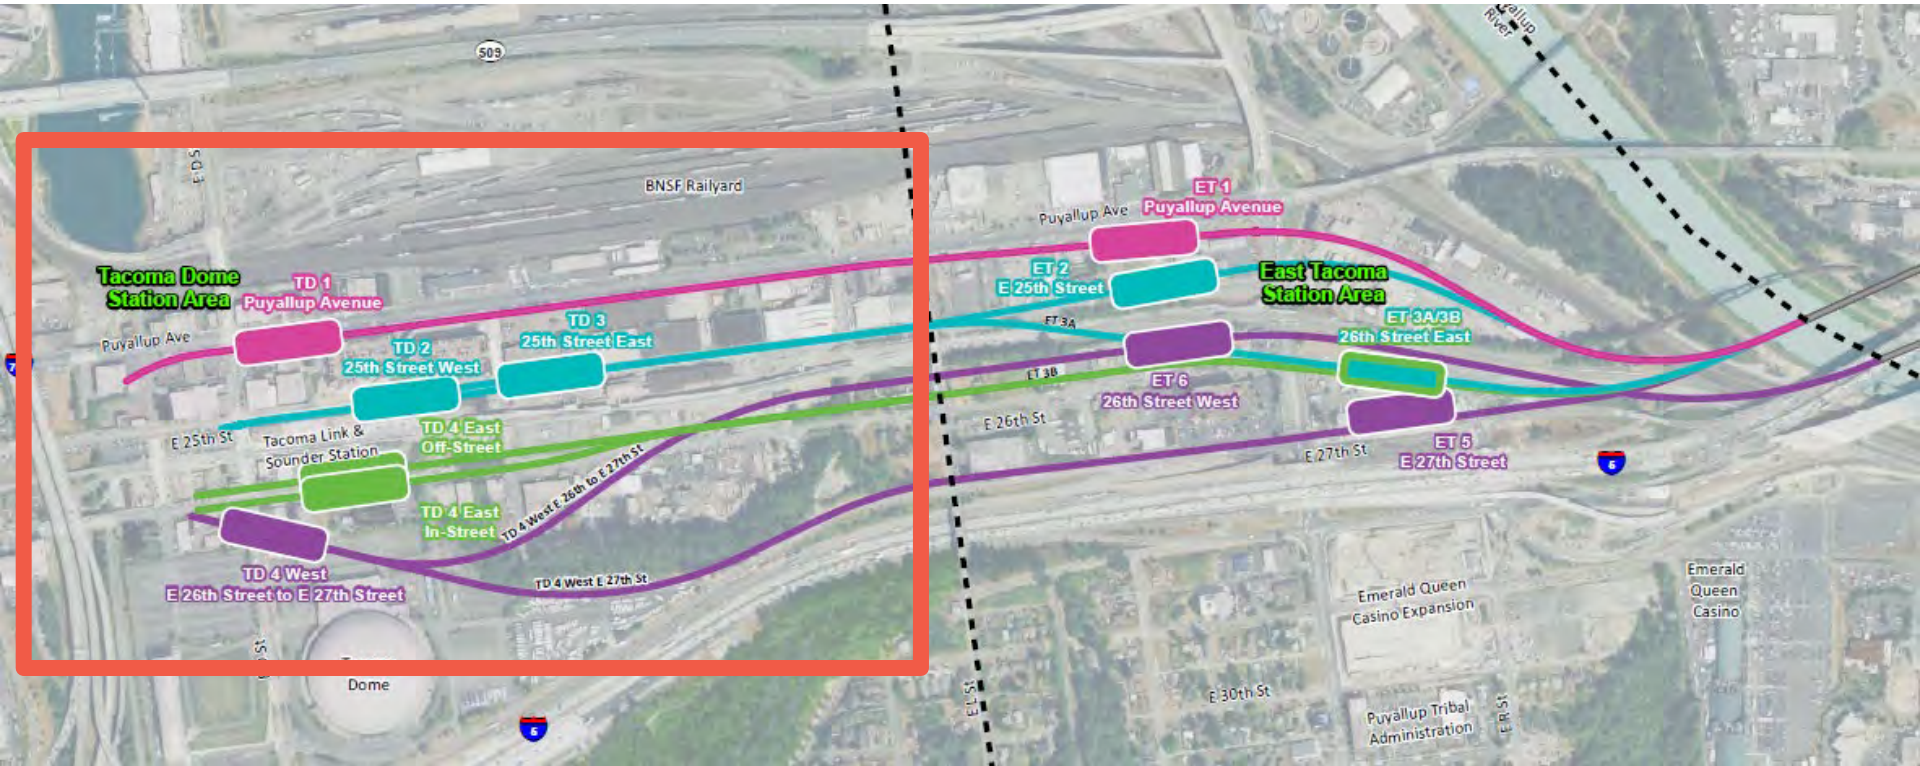 509
Puyallup
River
E D St
BNSF Railyard
ET 1
Puyallup Avenue
Puyallup Ave
Tacoma Dome
Station Area
TD 1
Puyallup Avenue
ET 2
E 25th Street
East Tacoma
Station Area
Puyallup Ave
TD 2
25th Street West
TD 3
25th Street East
ET 3A
ET 3A/3B
26th Street East
ET 3B
ET 6
26th Street West
E 25th St
Tacoma Link &
Sounder Station
TD 4 East
Off-Street
E 26th St
TD 4 West E 26th to E 27th St
E 27th St
ET 5
E 27th Street
5
TD 4 East
In-Street
TD 4 West
E 26th Street to E 27th Street
TD 4 West E 27th St
Emerald Queen
Casino Expansion
Emerald
Queen
Casino
Dome
E L St
E 30th St
Puyallup Tribal
Administration
E R St
5